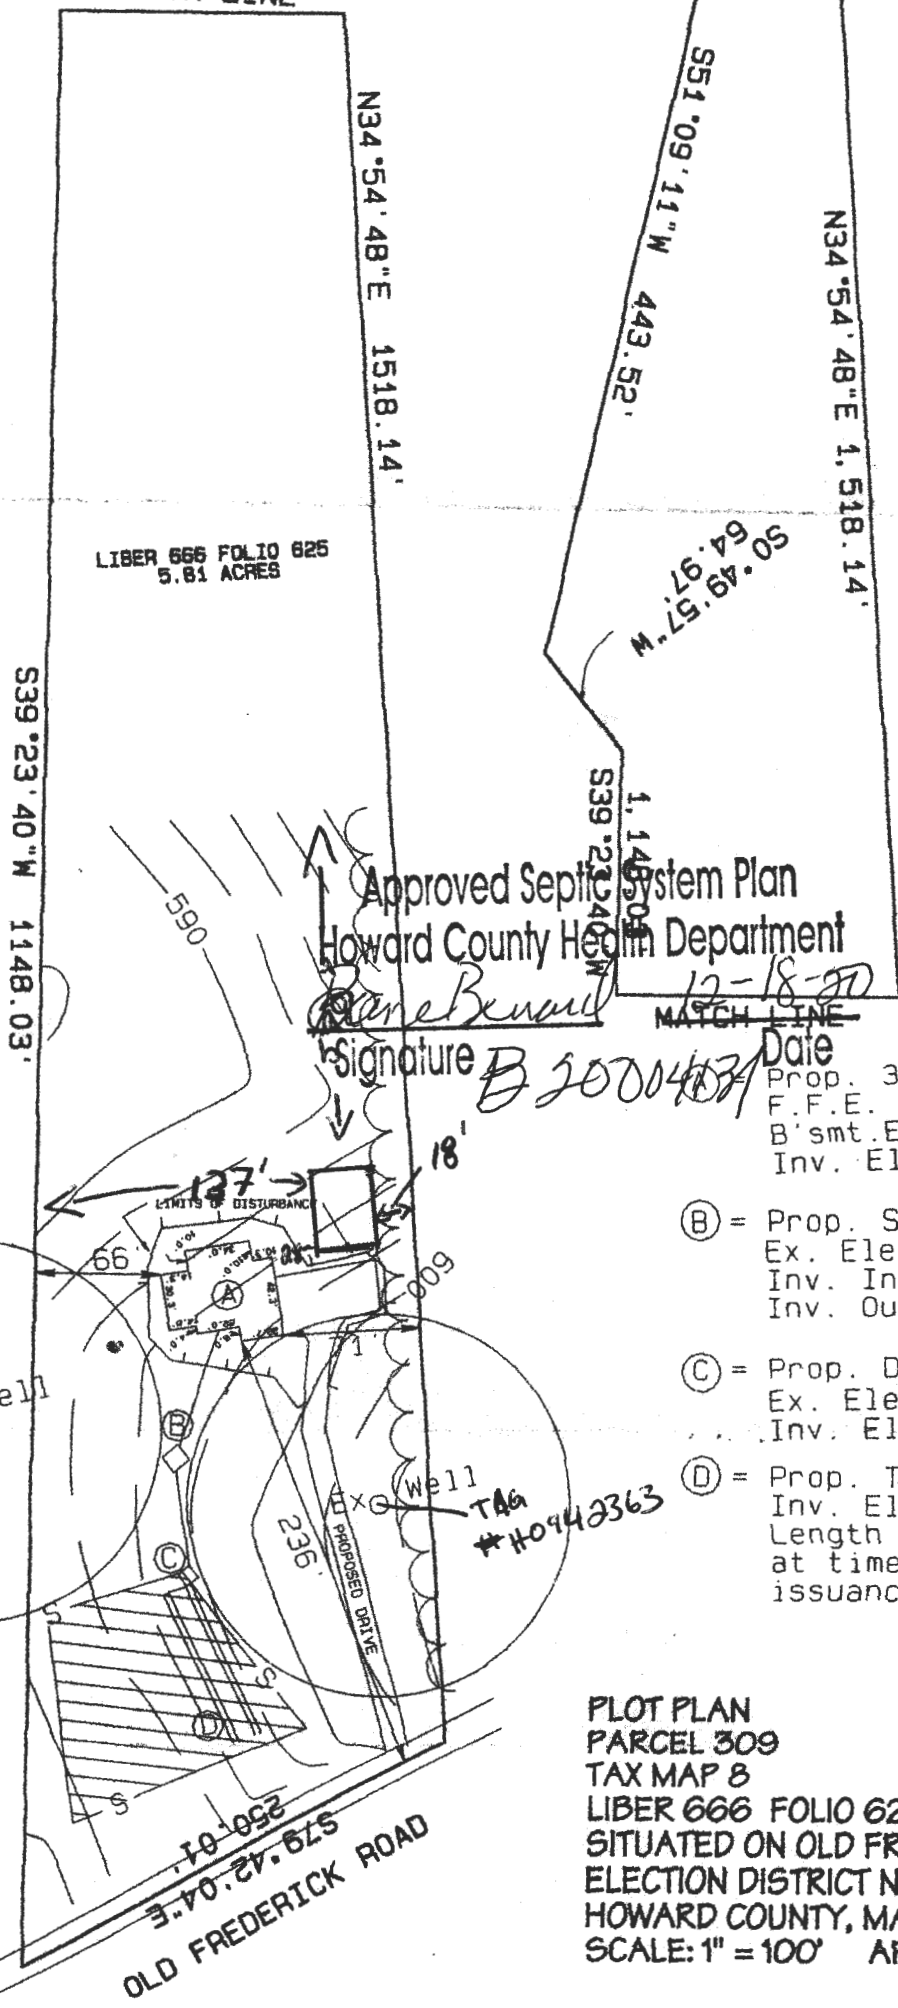 N34°54'48"E 1518.14'
S51°09'11"W 443.52'
N34°54'48"E 1,518.14'
S0°49'57"W
64.97'
LIBER 666 FOLIO 625
5.81 ACRES
S39°23'40"W 1148.03'
S39°23'40"W
590
Approved Septic System Plan
Howard County Health Department
12-18-20
MATCH LINE
Signature
Date
B20004
Prop. 3
F.F.E.
B'smt.E
Inv. El
18'
137'
LIMITS OF DISTURBANCE
66'
A
600
B = Prop. S
Ex. Ele
Inv. In
Inv. Ou
C = Prop. D
Ex. Ele
Inv. El
D = Prop. T
Inv. El
Length
at time
issuanc
ell
B
Ex Well
TAG
#HO942363
236'
PROPOSED DRIVE
C
S
S
D
S
250.01'
S79°42'04"E
OLD FREDERICK ROAD
PLOT PLAN
PARCEL 309
TAX MAP 8
LIBER 666 FOLIO 62
SITUATED ON OLD FR
ELECTION DISTRICT N
HOWARD COUNTY, MA
SCALE: 1" = 100'